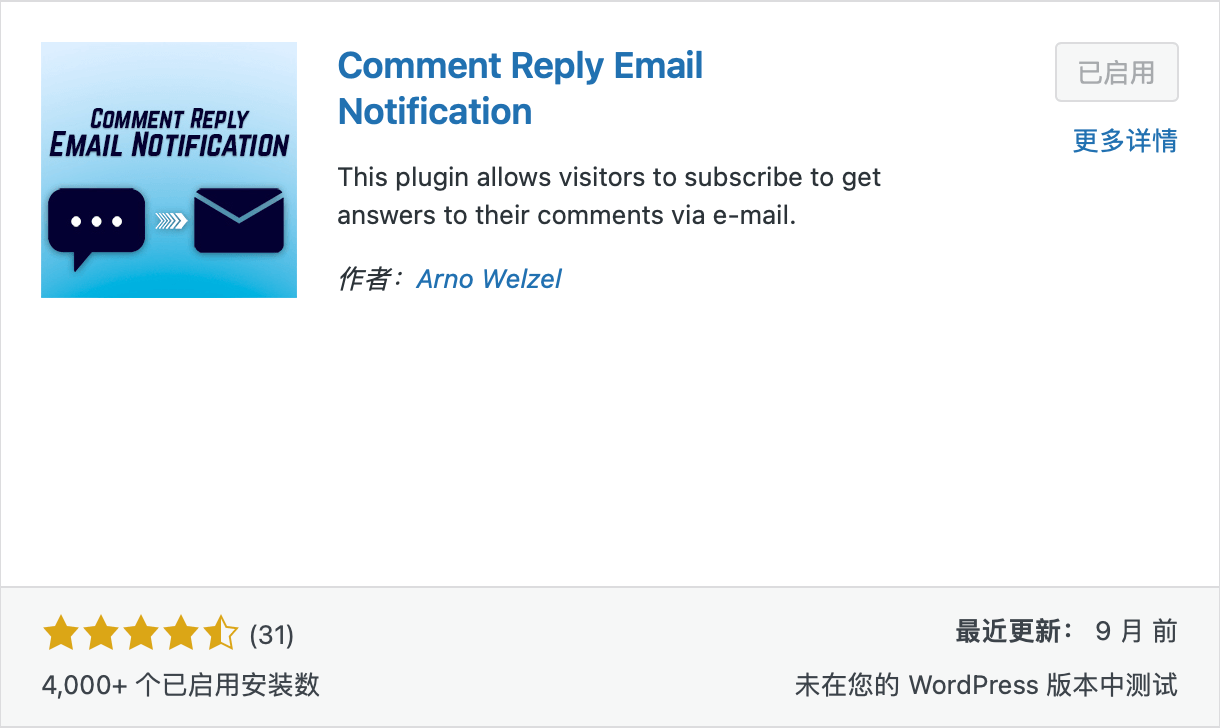 COMMENT REPLY
EMAIL NOTIFICATION
Comment Reply Email
Notification
已启用
更多详情
This plugin allows visitors to subscribe to get
answers to their comments via e-mail.
作者：Arno Welzel
(31)
4,000+ 个已启用安装数
最近更新： 9 月 前
未在您的 WordPress 版本中测试